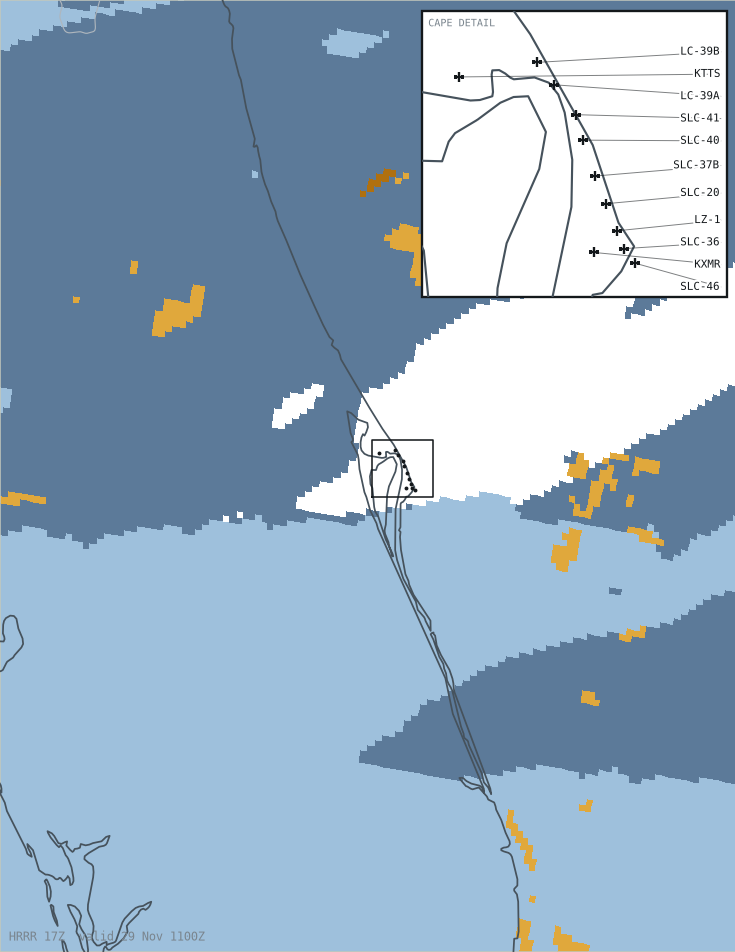 CAPE DETAIL
LC-39B
KTTS
LC-39A
SLC-41
SLC-40
SLC-37B
SLC-20
LZ-1
SLC-36
KXMR
SLC-46
HRRR 17Z valid 29 Nov 1100Z